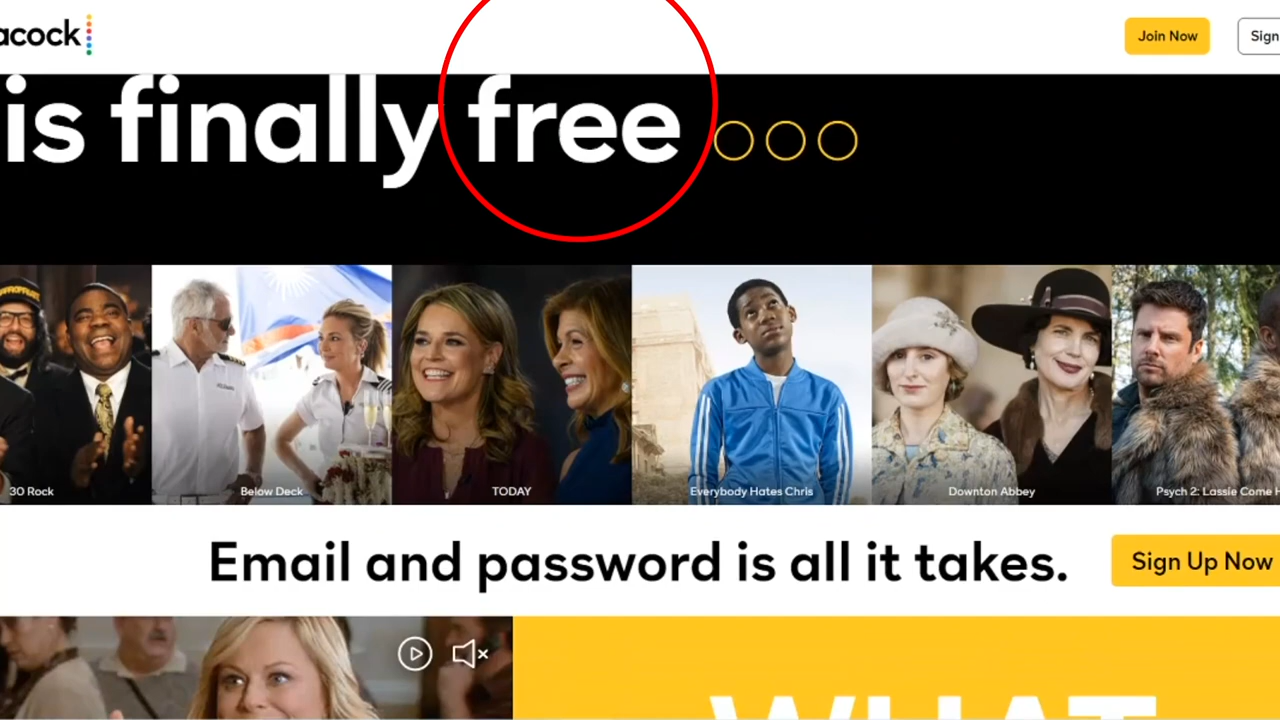 acock
Join Now
Sign
is finally free
30 Rock
Below Deck
TODAY
Everybody Hates Chris
Downton Abbey
Psych 2: Lassie Come H
Email and password is all it takes.
Sign Up Now
WHAT